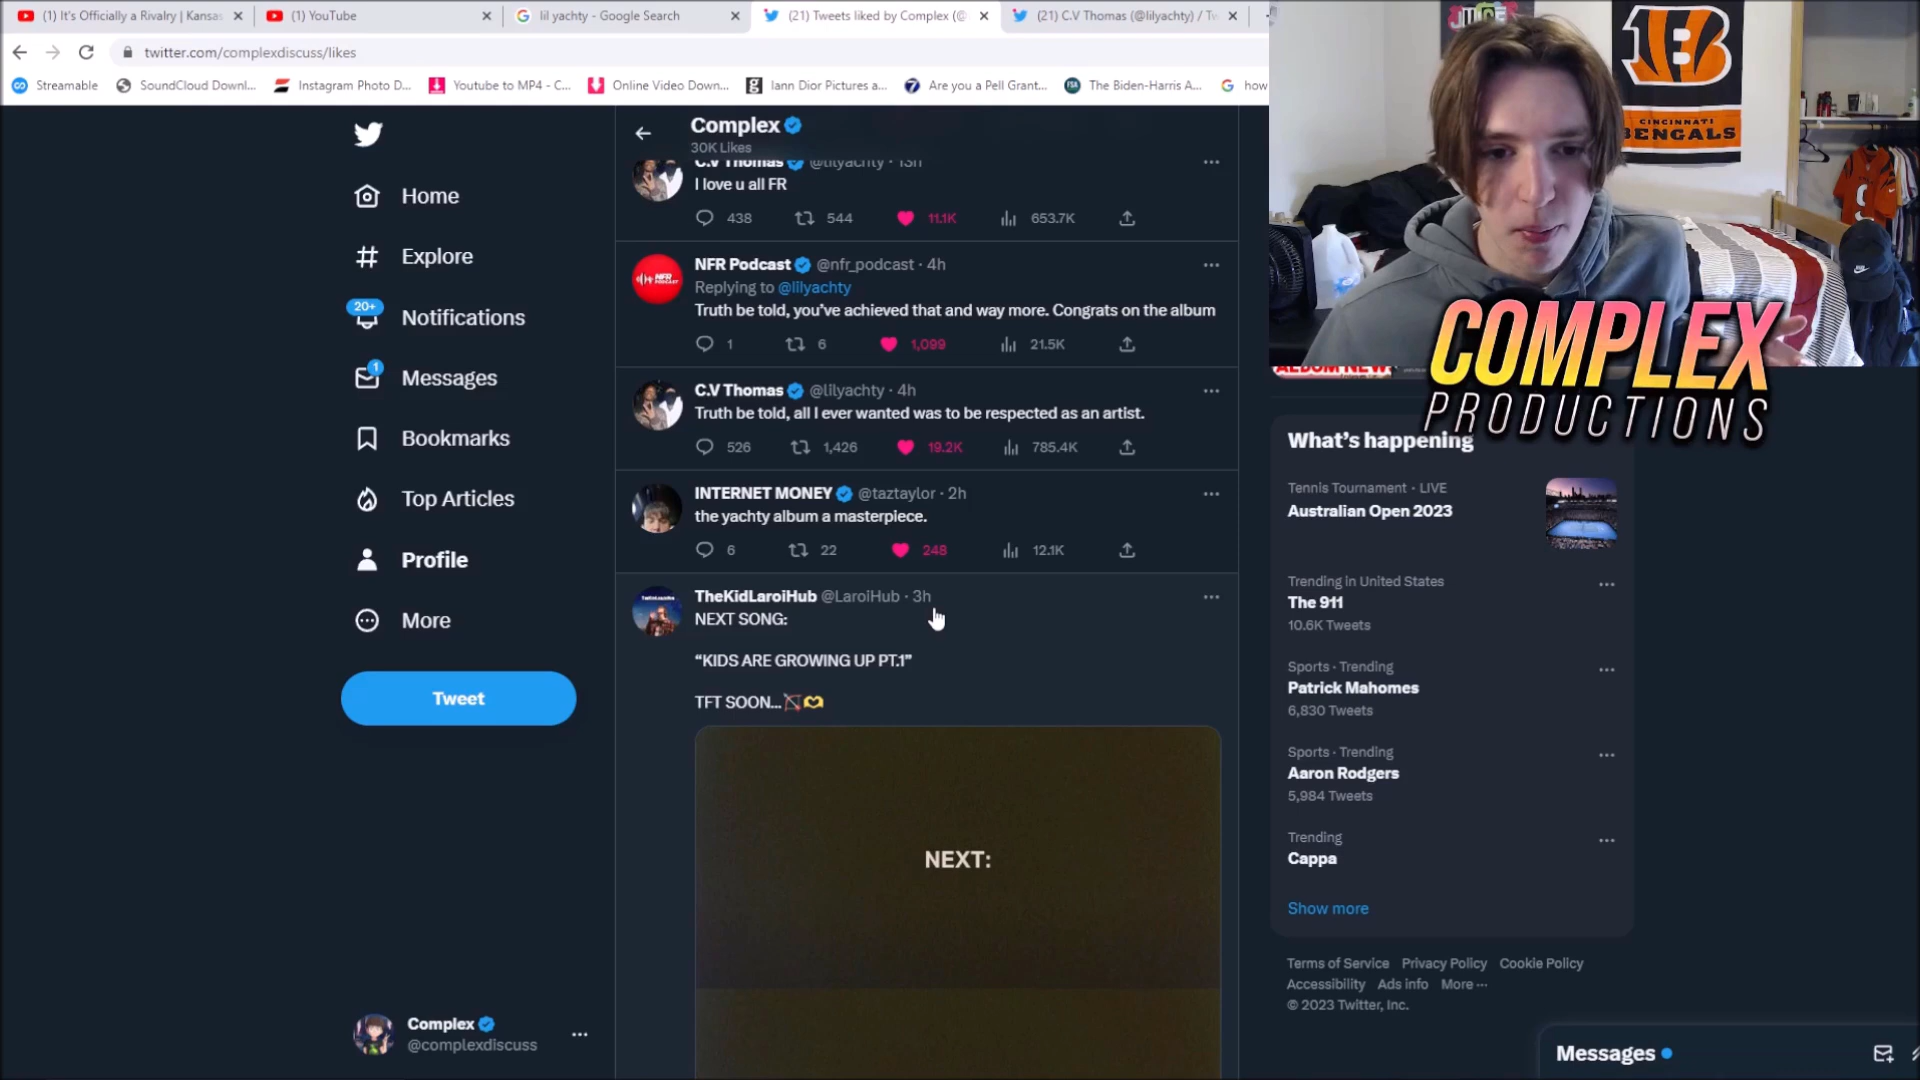 (1) It's Officially a Rivalry | Kansas
(1) YouTube
lil yachty - Google Search
(21) Tweets liked by Complex (@
(21) C.V Thomas (@lilyachty) / Tw
twitter.com/complexdiscuss/likes
Streamable
SoundCloud Downl...
Instagram Photo D...
Youtube to MP4 - C...
Online Video Down...
Iann Dior Pictures a...
Are you a Pell Grant...
The Biden-Harris A...
how
Home
Explore
20+
Notifications
1
Messages
Bookmarks
Top Articles
Profile
More
Tweet
Complex
@complexdiscuss
Complex
30K Likes
C.V Thomas @lilyachty · 13h
I love u all FR
438 544 11.1K 653.7K
NFR Podcast @nfr_podcast · 4h
Replying to @lilyachty
Truth be told, you've achieved that and way more. Congrats on the album
1 6 1,099 21.5K
C.V Thomas @lilyachty · 4h
Truth be told, all I ever wanted was to be respected as an artist.
526 1,426 19.2K 785.4K
INTERNET MONEY @taztaylor · 2h
the yachty album a masterpiece.
6 22 248 12.1K
TheKidLaroiHub @LaroiHub · 3h
NEXT SONG:
“KIDS ARE GROWING UP PT.1”
TFT SOON...
NEXT:
CINCINNATI
BENGALS
ALBUM NEW
COMPLEX
PRODUCTIONS
What's happening
Tennis Tournament · LIVE
Australian Open 2023
Trending in United States
The 911
10.6K Tweets
Sports · Trending
Patrick Mahomes
6,830 Tweets
Sports · Trending
Aaron Rodgers
5,984 Tweets
Trending
Cappa
Show more
Terms of Service Privacy Policy Cookie Policy
Accessibility Ads info More ···
© 2023 Twitter, Inc.
Messages